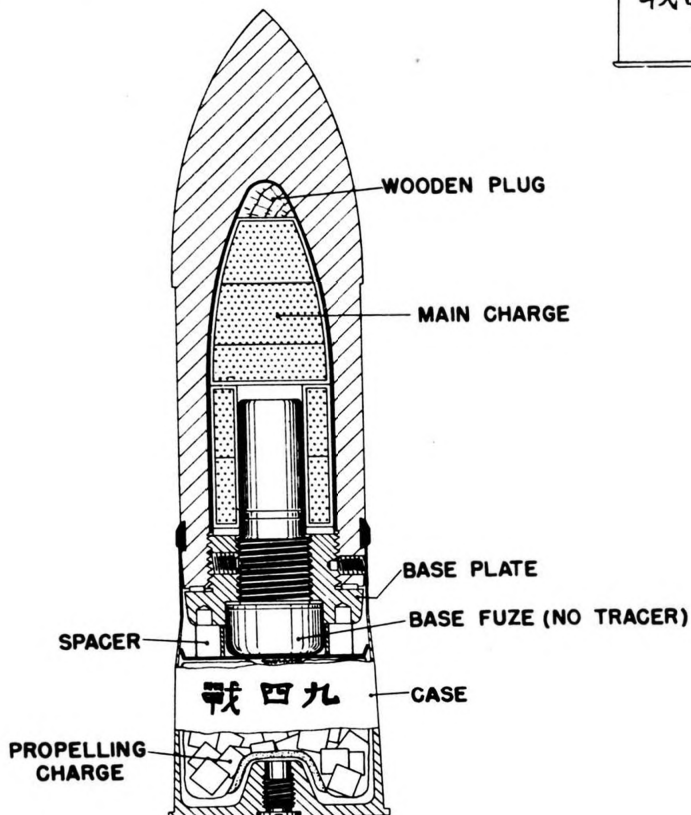 WOODEN PLUG
MAIN CHARGE
BASE PLATE
BASE FUZE (NO TRACER)
SPACER
戦四九
CASE
PROPELLING
CHARGE